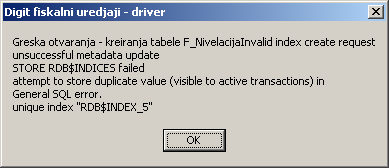 Digit fiskalni uredjaji - driver
Greska otvaranja - kreiranja tabele F_NivelacijaInvalid index create request
unsuccessful metadata update
STORE RDB$INDICES failed
attempt to store duplicate value (visible to active transactions) in
General SQL error.
unique index "RDB$INDEX_5"
OK